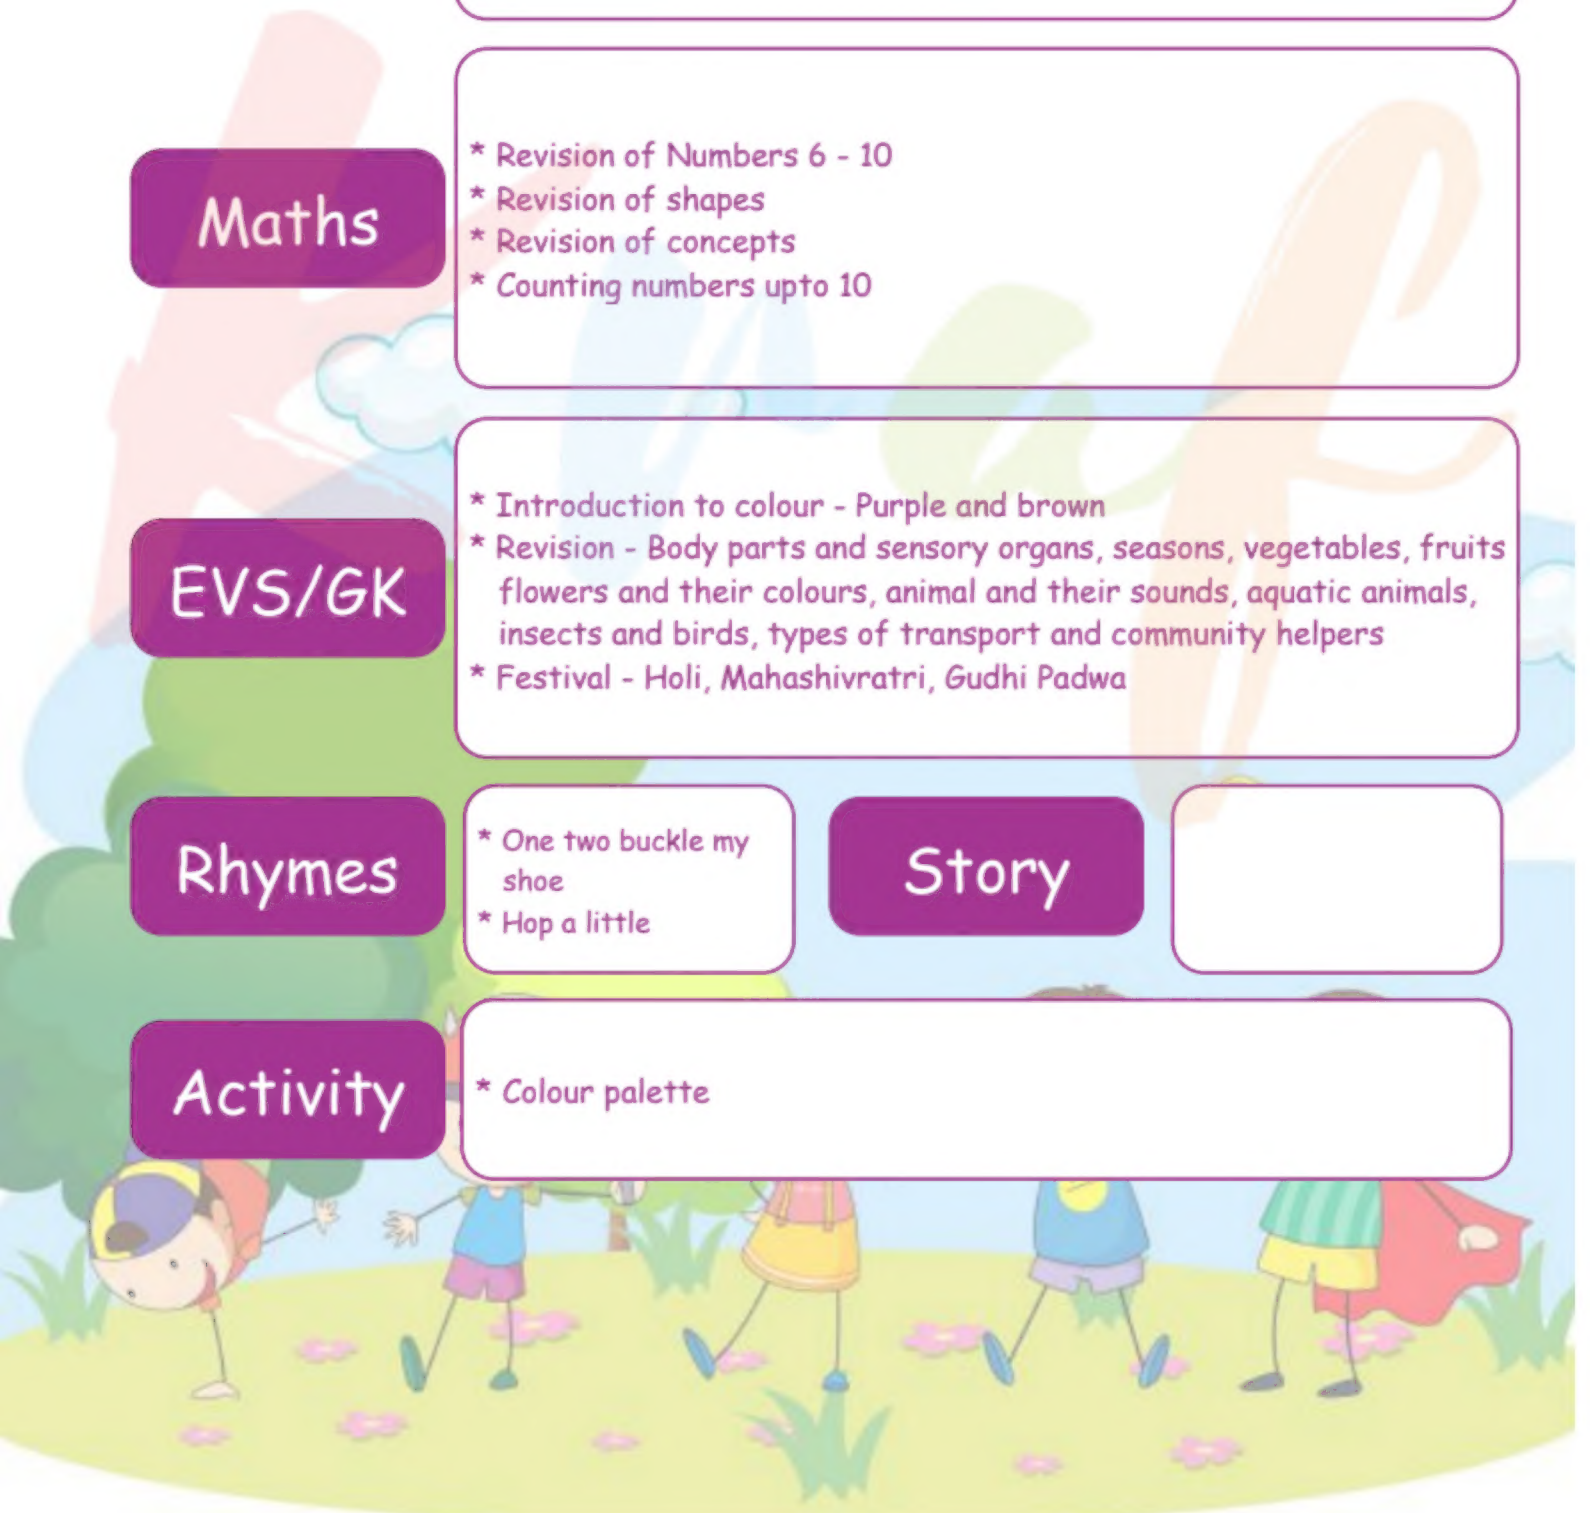 Maths
* Revision of Numbers 6 - 10
* Revision of shapes
* Revision of concepts
* Counting numbers upto 10
EVS/GK
* Introduction to colour - Purple and brown
* Revision - Body parts and sensory organs, seasons, vegetables, fruits
flowers and their colours, animal and their sounds, aquatic animals,
insects and birds, types of transport and community helpers
* Festival - Holi, Mahashivratri, Gudhi Padwa
Rhymes
* One two buckle my
shoe
* Hop a little
Story
Activity
* Colour palette